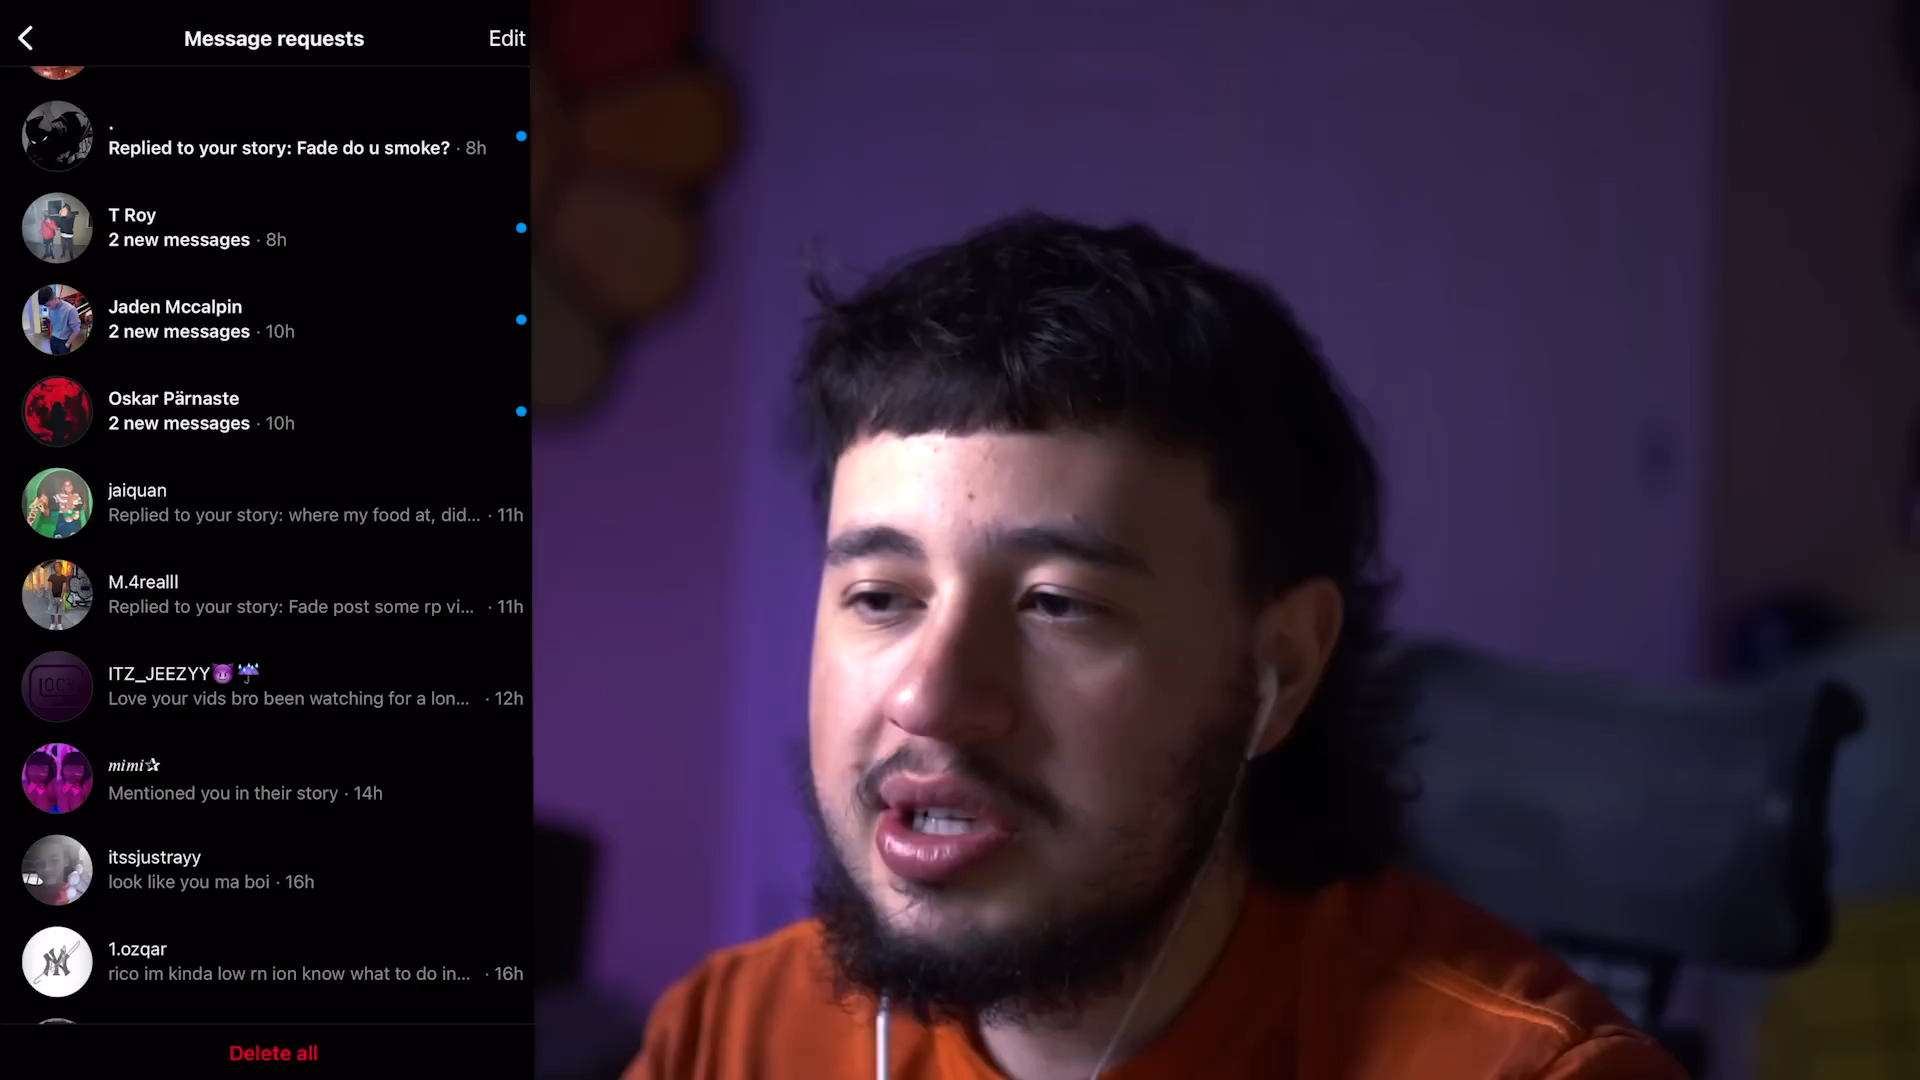 Message requests
Edit
.
Replied to your story: Fade do u smoke? · 8h
T Roy
2 new messages · 8h
Jaden Mccalpin
2 new messages · 10h
Oskar Pärnaste
2 new messages · 10h
jaiquan
Replied to your story: where my food at, did... · 11h
M.4realll
Replied to your story: Fade post some rp vi... · 11h
ITZ_JEEZYY😈☔
Love your vids bro been watching for a lon... · 12h
𝑚𝑖𝑚𝑖✰
Mentioned you in their story · 14h
itssjustrayy
look like you ma boi · 16h
1.ozqar
rico im kinda low rn ion know what to do in... · 16h
Delete all